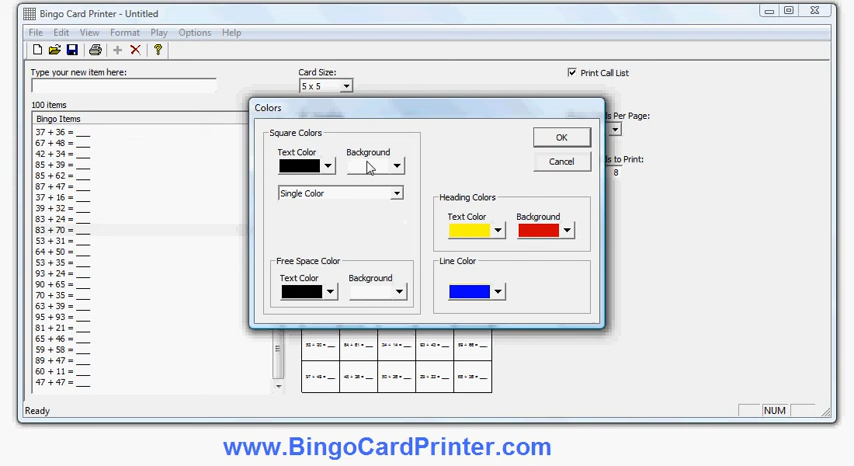 Bingo Card Printer - Untitled
File Edit View Format Play Options Help
Type your new item here:
Card Size:
Print Call List
5 x 5
100 items
Bingo Items
37 + 36 = ___
67 + 48 = ___
42 + 34 = ___
85 + 39 = ___
85 + 62 = ___
87 + 47 = ___
37 + 16 = ___
39 + 32 = ___
83 + 24 = ___
83 + 70 = ___
53 + 31 = ___
64 + 50 = ___
53 + 35 = ___
93 + 24 = ___
90 + 65 = ___
70 + 35 = ___
63 + 39 = ___
95 + 93 = ___
81 + 21 = ___
65 + 46 = ___
59 + 58 = ___
89 + 47 = ___
60 + 11 = ___
47 + 47 = ___
Per Page:
to Print:
8
Colors
Square Colors
Text Color Background
Single Color
Free Space Color
Text Color Background
OK
Cancel
Heading Colors
Text Color Background
Line Color
Ready
NUM
www.BingoCardPrinter.com